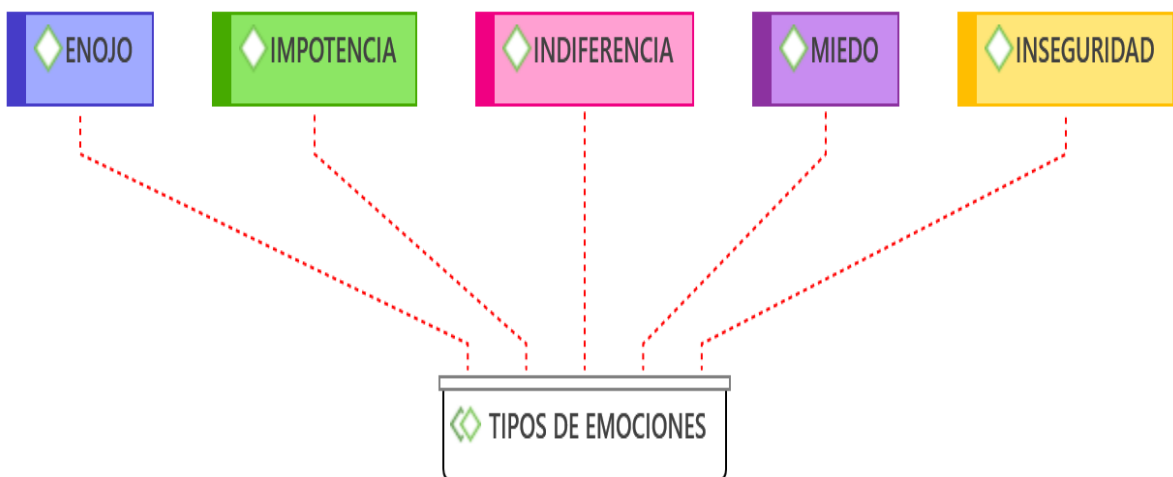 ENOJO
IMPOTENCIA
INDIFERENCIA
MIEDO
INSEGURIDAD
TIPOS DE EMOCIONES